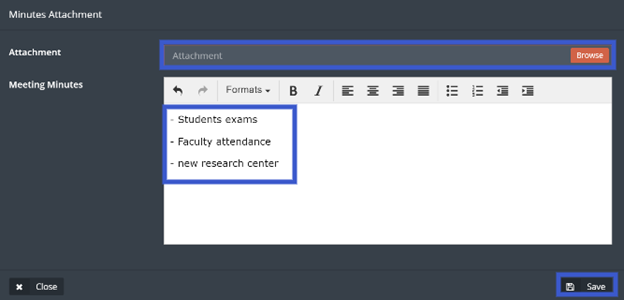 Minutes Attachment
Attachment
Attachment
Browse
Meeting Minutes
Formats
B
I
- Students exams
- Faculty attendance
- new research center
Close
Save